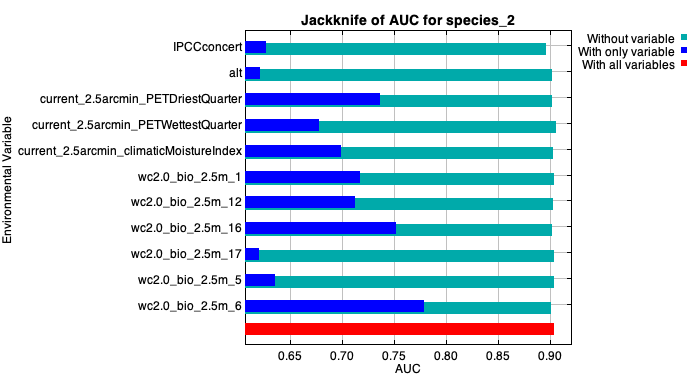 Jackknife of AUC for species_2
Without variable
With only variable
With all variables
Environmental Variable
IPCCconcert
alt
current_2.5arcmin_PETDriestQuarter
current_2.5arcmin_PETWettestQuarter
current_2.5arcmin_climaticMoistureIndex
wc2.0_bio_2.5m_1
wc2.0_bio_2.5m_12
wc2.0_bio_2.5m_16
wc2.0_bio_2.5m_17
wc2.0_bio_2.5m_5
wc2.0_bio_2.5m_6
0.65 0.70 0.75 0.80 0.85 0.90
AUC